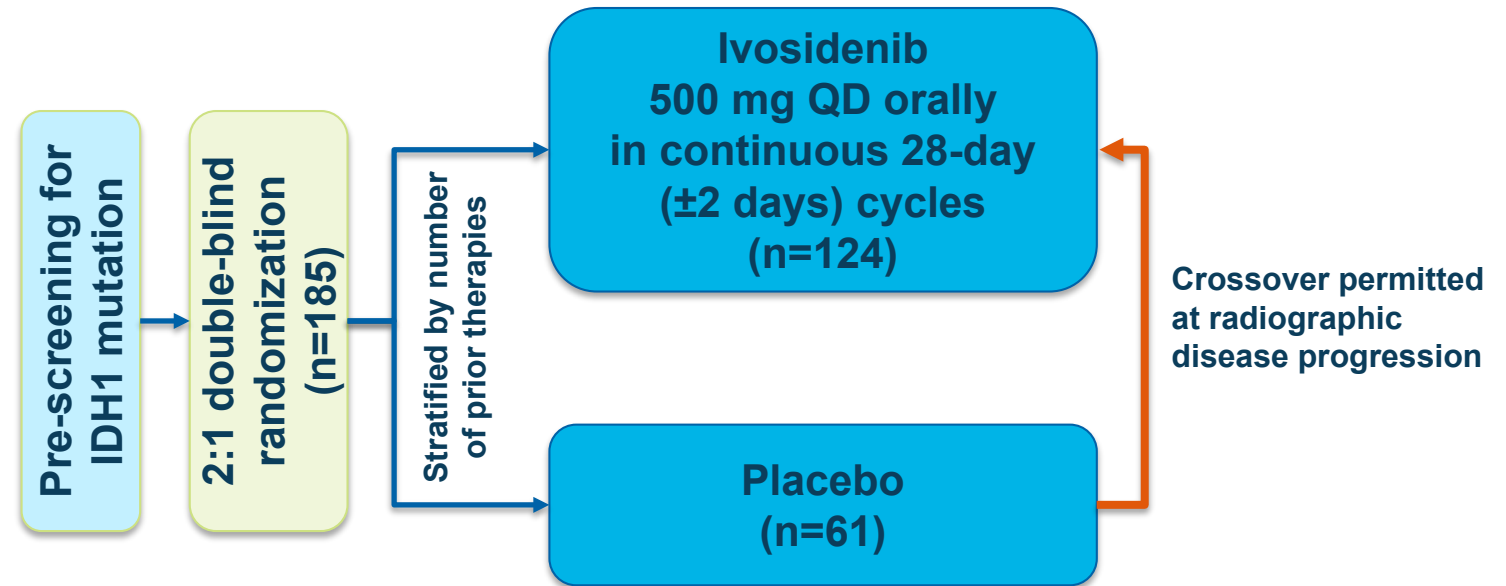 Pre-screening for
IDH1 mutation
2:1 double-blind
randomization
(n=185)
Stratified by number
of prior therapies
Ivosidenib
500 mg QD orally
in continuous 28-day
(±2 days) cycles
(n=124)
Placebo
(n=61)
Crossover permitted
at radiographic
disease progression